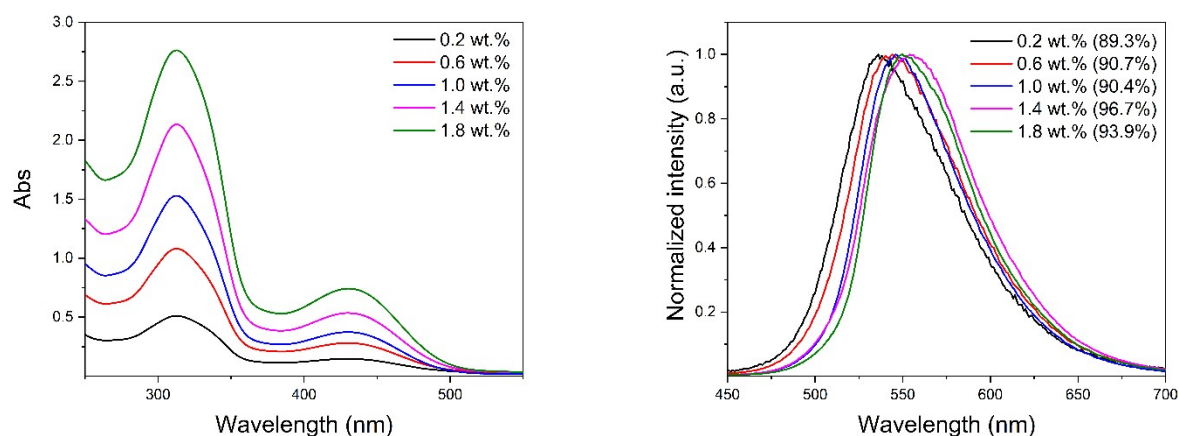 3.0
2.5
2.0
1.5
1.0
0.5
Abs
0.2 wt.%
0.6 wt.%
1.0 wt.%
1.4 wt.%
1.8 wt.%
300 350 400 450 500
Wavelength (nm)
1.0
0.8
0.6
0.4
0.2
Normalized intensity (a.u.)
0.2 wt.% (89.3%)
0.6 wt.% (90.7%)
1.0 wt.% (90.4%)
1.4 wt.% (96.7%)
1.8 wt.% (93.9%)
450 500 550 600 650 700
Wavelength (nm)